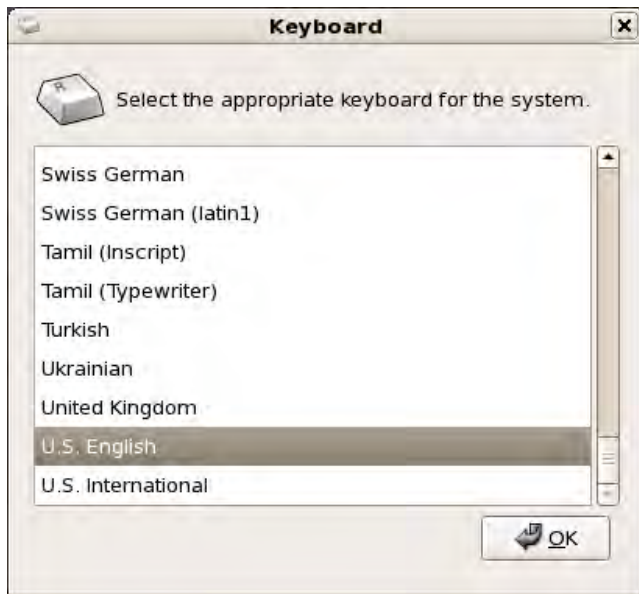 Keyboard
R
Select the appropriate keyboard for the system.
Swiss German
Swiss German (latin1)
Tamil (Inscript)
Tamil (Typewriter)
Turkish
Ukrainian
United Kingdom
U.S. English
U.S. International
OK